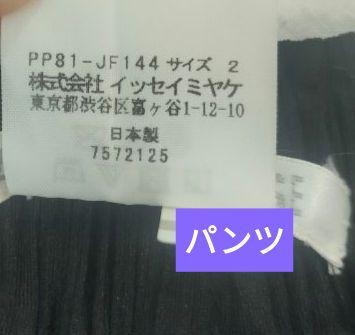 PP81-JF144 サイズ 2
株式会社 イッセイミヤケ
東京都渋谷区富ヶ谷1-12-10
日本製
7572125
パンツ